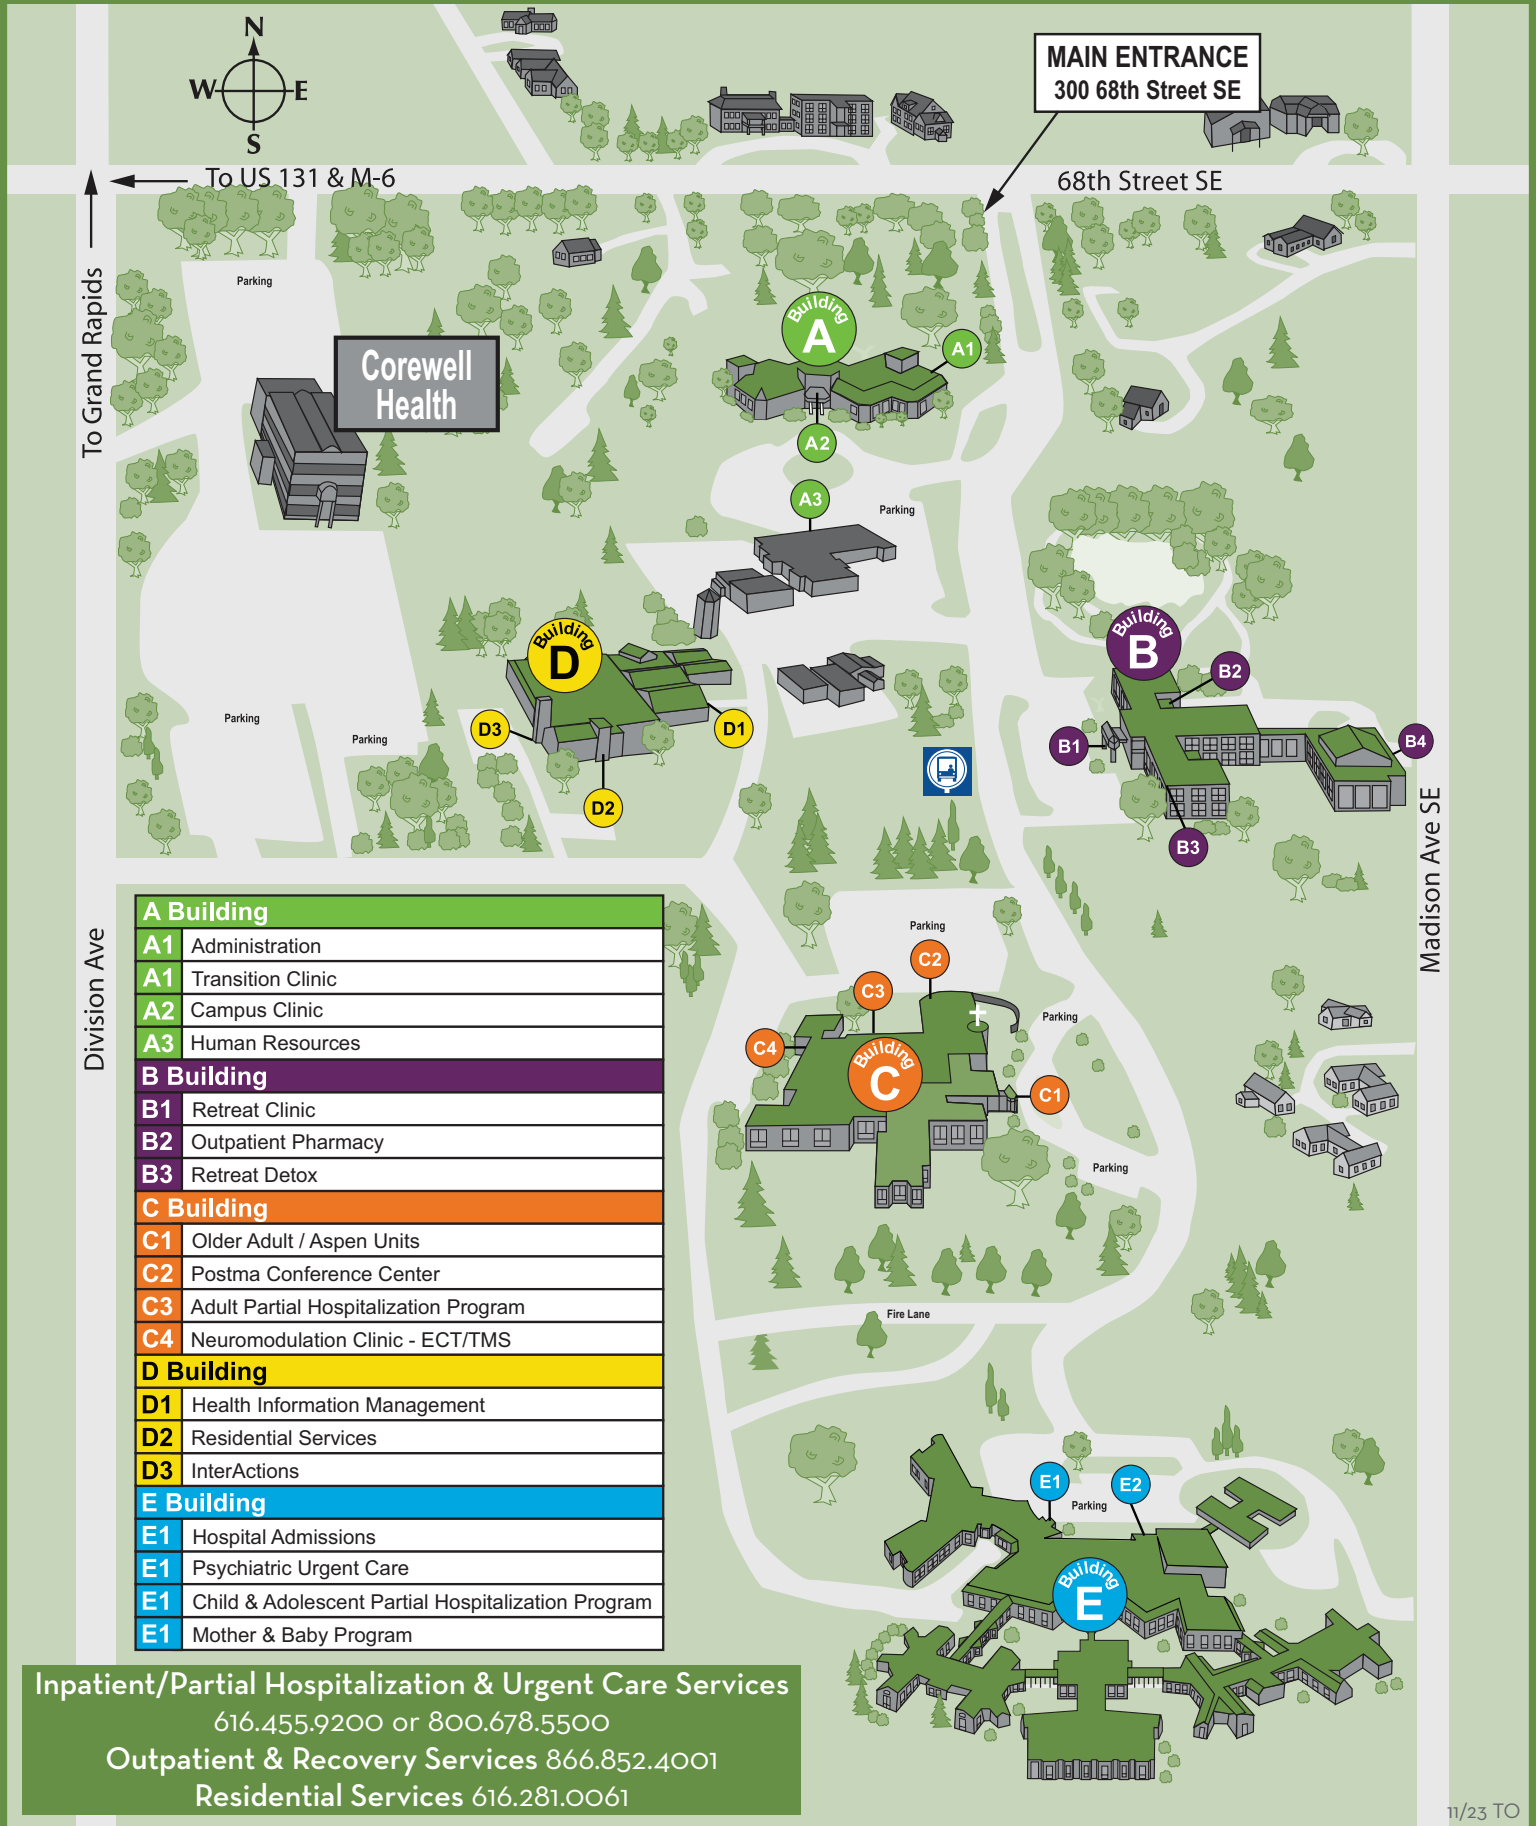 N
W E
S
MAIN ENTRANCE
300 68th Street SE
To US 131 & M-6
68th Street SE
To Grand Rapids
Parking
Corewell
Health
Building
A
A1
A2
A3
Parking
Building
B
B1
B2
B3
B4
Building
D
D1
D2
D3
Parking
Parking
Madison Ave SE
Division Ave
Parking
C2
C3
C4
Building
C
C1
Parking
Parking
Fire Lane
E1
E2
Parking
Building
E
A Building
A1 Administration
A1 Transition Clinic
A2 Campus Clinic
A3 Human Resources
B Building
B1 Retreat Clinic
B2 Outpatient Pharmacy
B3 Retreat Detox
C Building
C1 Older Adult / Aspen Units
C2 Postma Conference Center
C3 Adult Partial Hospitalization Program
C4 Neuromodulation Clinic - ECT/TMS
D Building
D1 Health Information Management
D2 Residential Services
D3 InterActions
E Building
E1 Hospital Admissions
E1 Psychiatric Urgent Care
E1 Child & Adolescent Partial Hospitalization Program
E1 Mother & Baby Program
Inpatient/Partial Hospitalization & Urgent Care Services
616.455.9200 or 800.678.5500
Outpatient & Recovery Services 866.852.4001
Residential Services 616.281.0061
11/23 TO